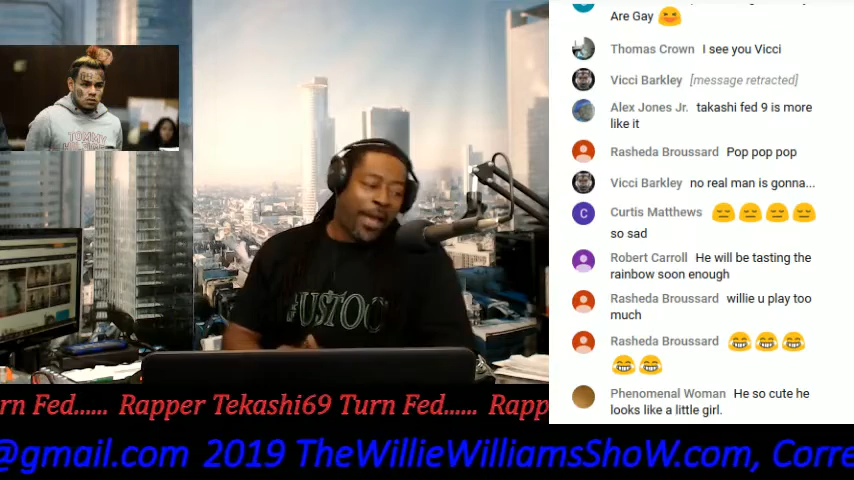 Are Gay
Thomas Crown I see you Vicci
Vicci Barkley [message retracted]
Alex Jones Jr. takashi fed 9 is more
like it
Rasheda Broussard Pop pop pop
Vicci Barkley no real man is gonna...
C Curtis Matthews
so sad
Robert Carroll He will be tasting the
rainbow soon enough
Rasheda Broussard willie u play too
much
Rasheda Broussard
Phenomenal Woman He so cute he
looks like a little girl.
TOMMY
rn Fed...... Rapper Tekashi69 Turn Fed...... Rapp
@gmail.com 2019 TheWillieWilliamsShoW.com, Corre